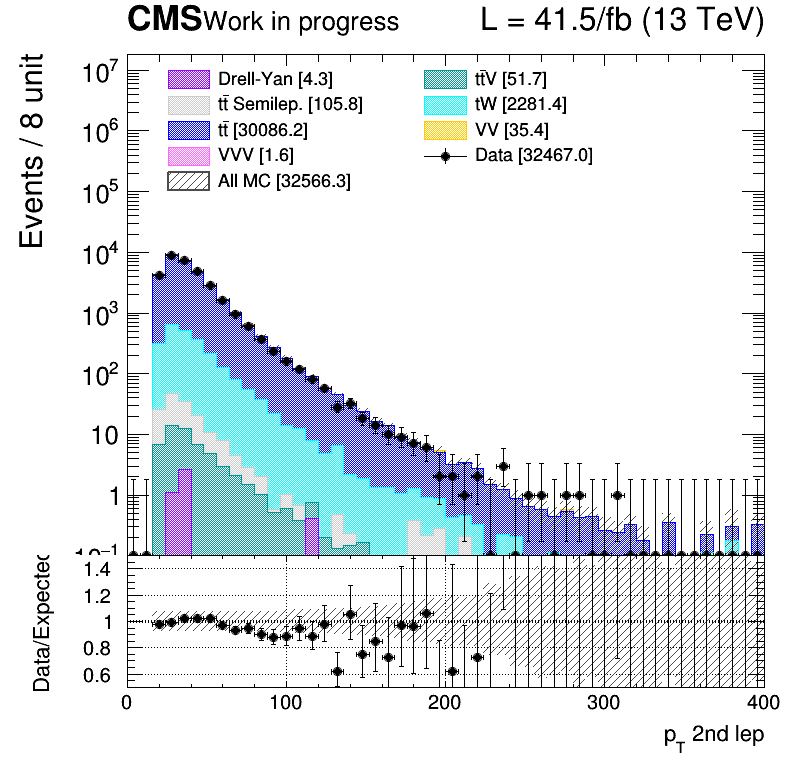 CMS Work in progress L = 41.5/fb (13 TeV)
Events / 8 unit
10⁷
10⁶
10⁵
10⁴
10³
10²
10
1
10⁻¹
Drell-Yan [4.3]
tt̄ Semilep. [105.8]
tt̄ [30086.2]
VVV [1.6]
All MC [32566.3]
tt̄V [51.7]
tW [2281.4]
VV [35.4]
Data [32467.0]
Data/Expected
1.4
1.2
1
0.8
0.6
0 100 200 300 400
p_T 2nd lep